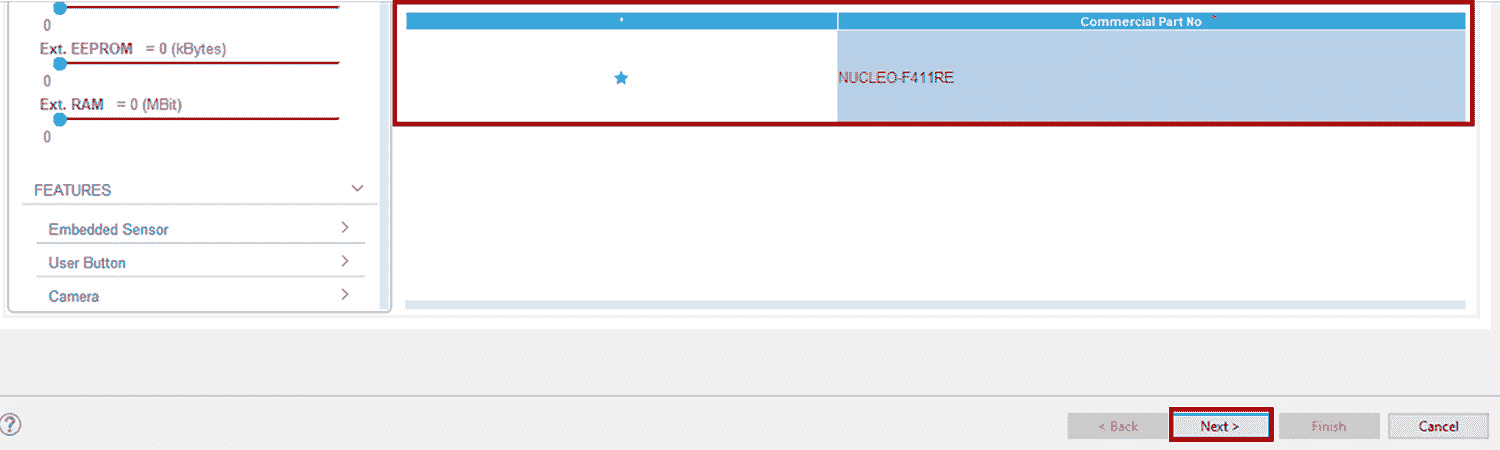 0
Ext. EEPROM = 0 (kBytes)
0
Ext. RAM = 0 (MBit)
0
FEATURES
Embedded Sensor
User Button
Camera
* Commercial Part No
NUCLEO-F411RE
?
< Back
Next >
Finish
Cancel